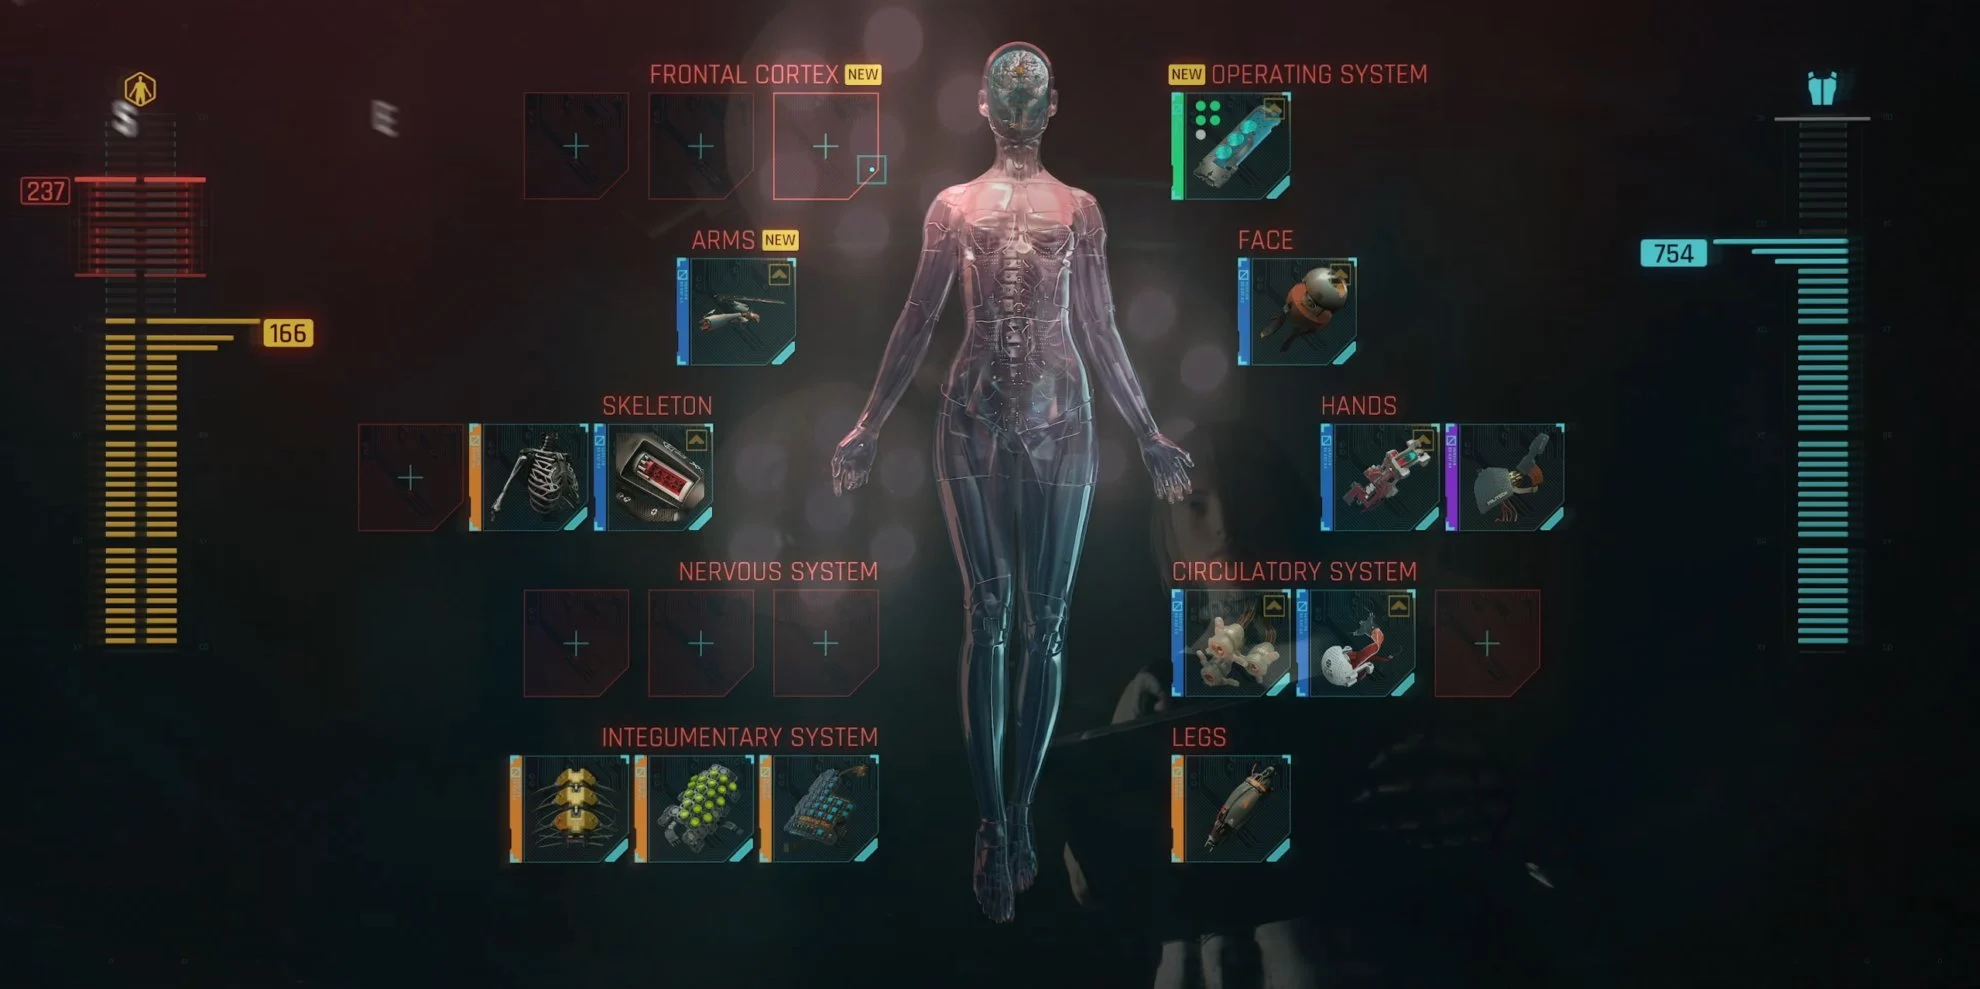 FRONTAL CORTEX NEW
NEW OPERATING SYSTEM
237
ARMS NEW
FACE
754
166
SKELETON
HANDS
NERVOUS SYSTEM
CIRCULATORY SYSTEM
INTEGUMENTARY SYSTEM
LEGS